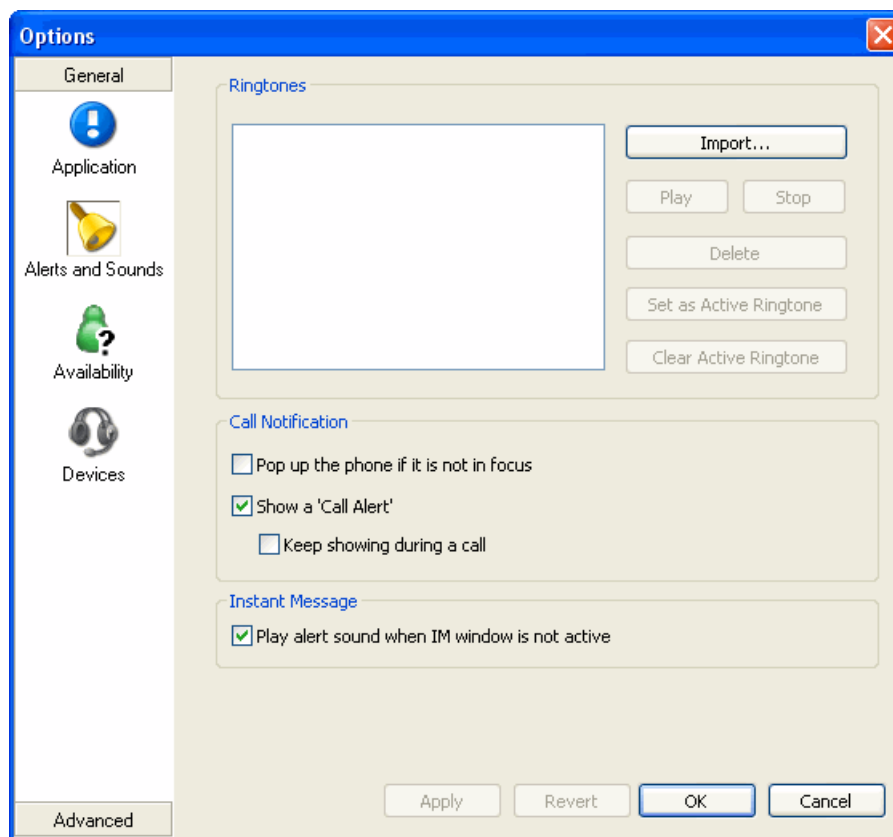 Options
General
Application
Alerts and Sounds
Availability
Devices
Advanced
Ringtones
Import...
Play Stop
Delete
Set as Active Ringtone
Clear Active Ringtone
Call Notification
Pop up the phone if it is not in focus
Show a 'Call Alert'
Keep showing during a call
Instant Message
Play alert sound when IM window is not active
Apply Revert OK Cancel